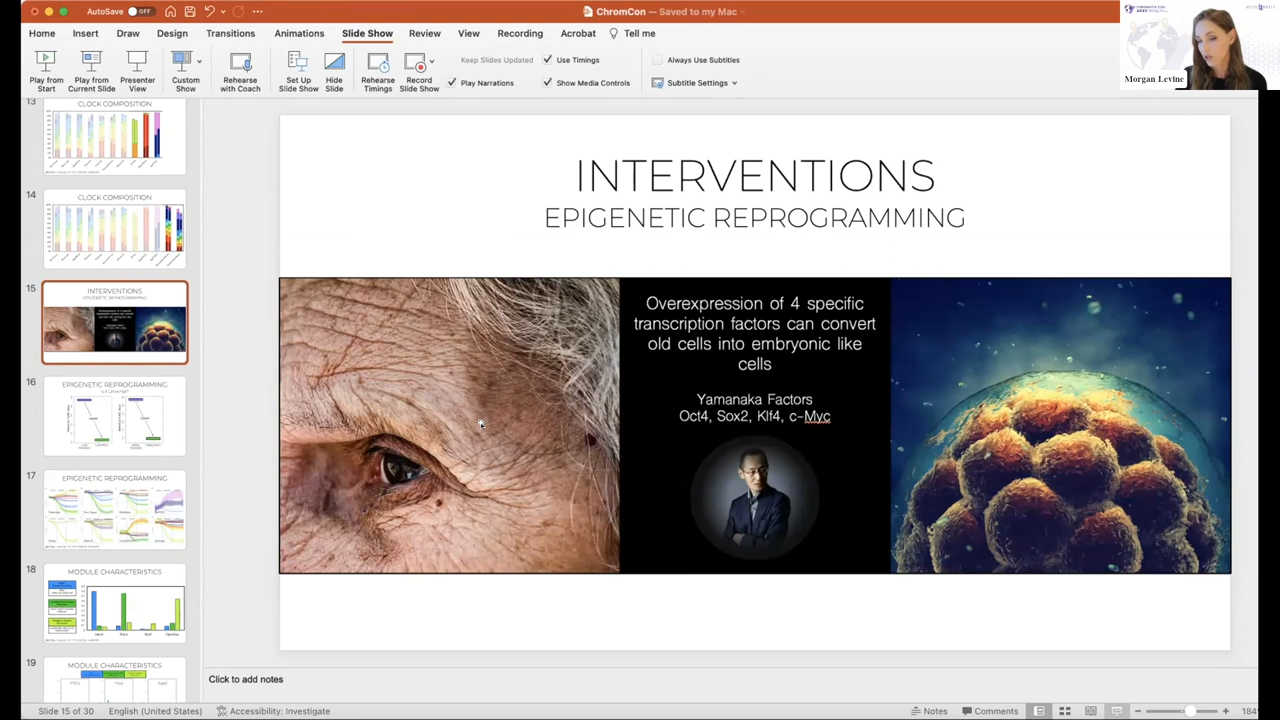 AutoSave OFF
ChromCon — Saved to my Mac
Home Insert Draw Design Transitions Animations Slide Show Review View Recording Acrobat Tell me
Play from Start
Play from Current Slide
Presenter View
Custom Show
Rehearse with Coach
Set Up Slide Show
Hide Slide
Rehearse Timings
Record Slide Show
Keep Slides Updated
Use Timings
Play Narrations
Show Media Controls
Always Use Subtitles
Subtitle Settings
Morgan Levine
13
CLOCK COMPOSITION
14
CLOCK COMPOSITION
15
INTERVENTIONS
EPIGENETIC REPROGRAMMING
16
EPIGENETIC REPROGRAMMING
17
EPIGENETIC REPROGRAMMING
18
MODULE CHARACTERISTICS
19
MODULE CHARACTERISTICS
INTERVENTIONS
EPIGENETIC REPROGRAMMING
Overexpression of 4 specific
transcription factors can convert
old cells into embryonic like
cells
Yamanaka Factors
Oct4, Sox2, Klf4, c-Myc
Click to add notes
Slide 15 of 30 English (United States) Accessibility: Investigate Notes Comments 184